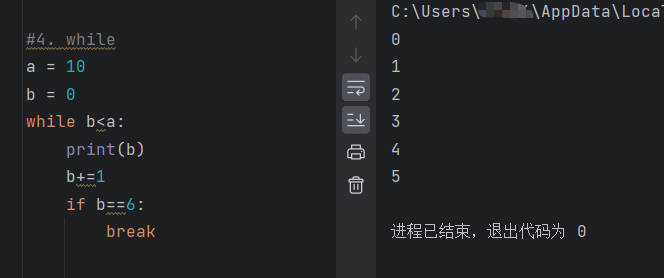 #4. while
a = 10
b = 0
while b<a:
    print(b)
    b+=1
    if b==6:
        break
C:\Users\ \AppData\Loca
0
1
2
3
4
5
进程已结束，退出代码为 0